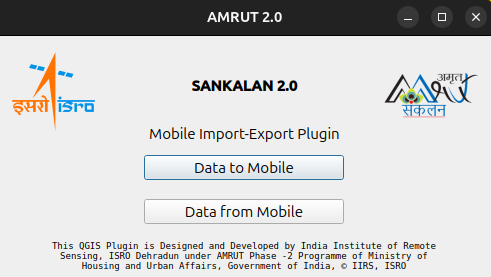 AMRUT 2.0
इसरो isro
SANKALAN 2.0
अमृत
संकलन
Mobile Import-Export Plugin
Data to Mobile
Data from Mobile
This QGIS Plugin is Designed and Developed by India Institute of Remote
Sensing, ISRO Dehradun under AMRUT Phase -2 Programme of Ministry of
Housing and Urban Affairs, Government of India, © IIRS, ISRO